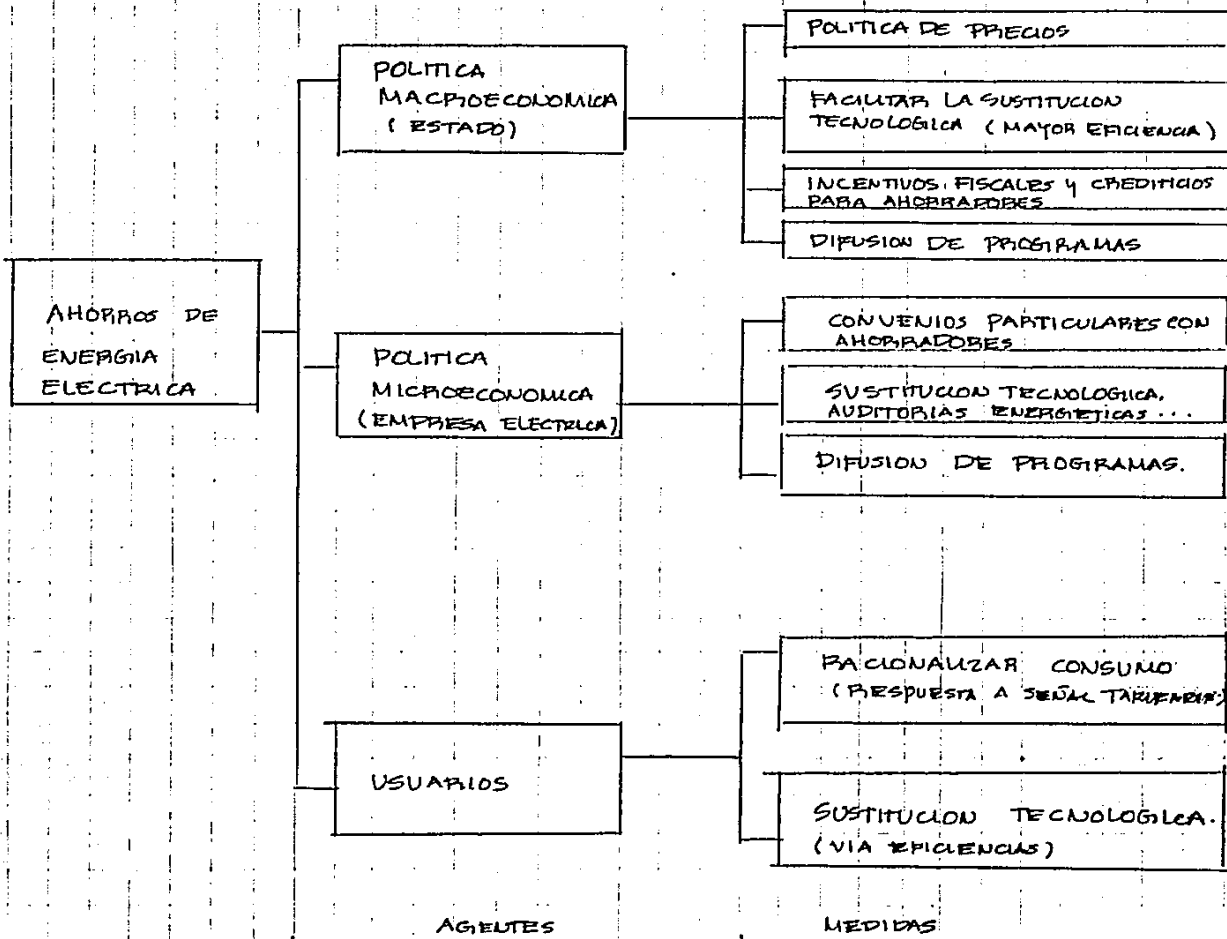 AHORROS DE
ENERGIA
ELECTRICA
POLITICA
MACROECONOMICA
(ESTADO)
POLITICA DE PRECIOS
FACILITAR LA SUSTITUCION
TECNOLOGICA (MAYOR EFICIENCIA)
INCENTIVOS FISCALES Y CREDITICIOS
PARA AHORRADORES
DIFUSION DE PROGRAMAS
POLITICA
MICROECONOMICA
(EMPRESA ELECTRICA)
CONVENIOS PARTICULARES CON
AHORRADORES
SUSTITUCION TECNOLOGICA,
AUDITORIAS ENERGETICAS...
DIFUSION DE PROGRAMAS.
USUARIOS
RACIONALIZAR CONSUMO
(RESPUESTA A SEÑAL TARIFARIA)
SUSTITUCION TECNOLOGICA.
(VIA EFICIENCIAS)
AGENTES
MEDIDAS